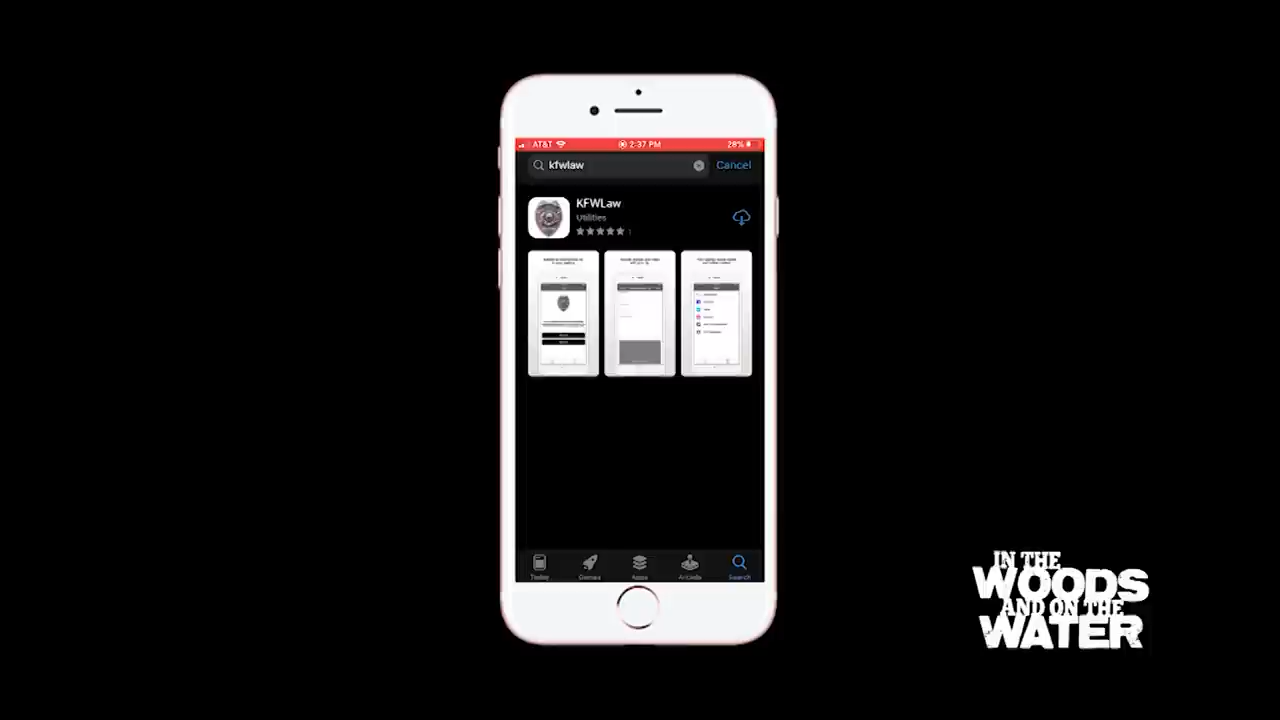 AT&T
2:37 PM
28%
kfwlaw
Cancel
KFWLaw
Utilities
1
Today
Games
Apps
Arcade
Search
IN THE
WOODS
AND ON THE
WATER